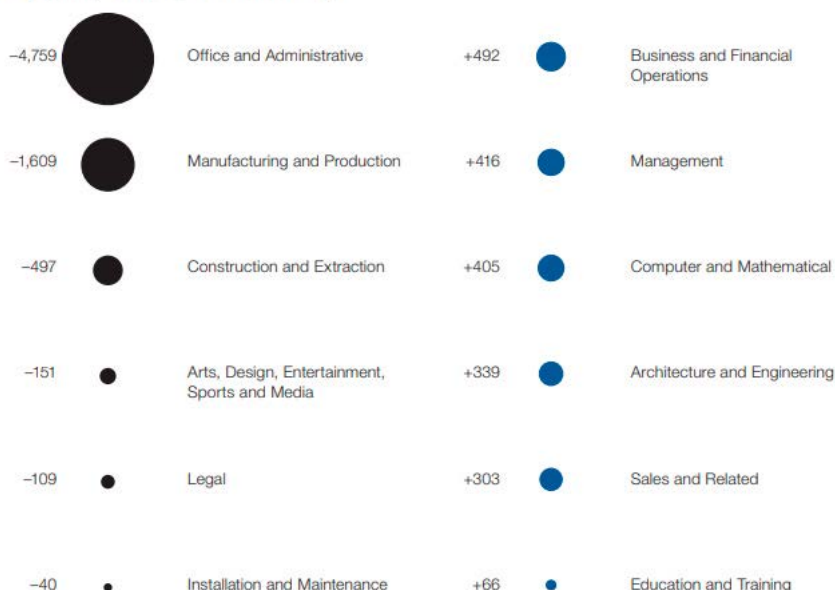 –4,759 Office and Administrative +492 Business and Financial
Operations
–1,609 Manufacturing and Production +416 Management
–497 Construction and Extraction +405 Computer and Mathematical
–151 Arts, Design, Entertainment, +339 Architecture and Engineering
Sports and Media
–109 Legal +303 Sales and Related
–40 Installation and Maintenance +66 Education and Training